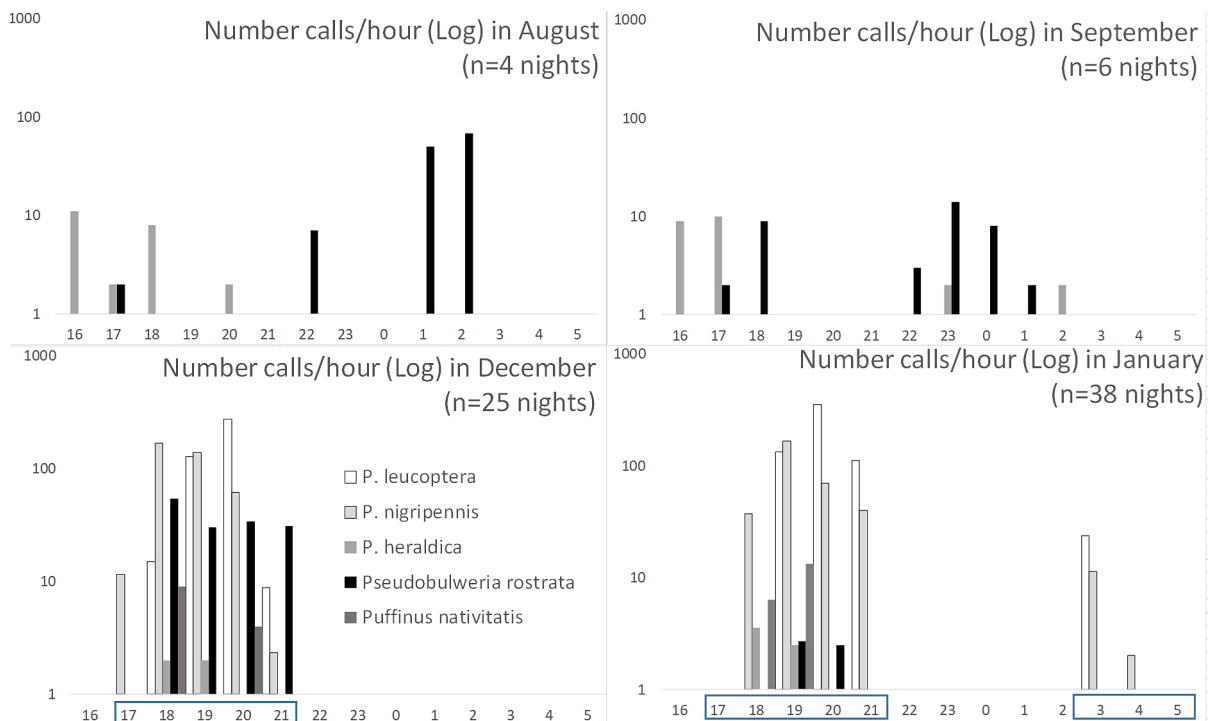 Number calls/hour (Log) in August
(n=4 nights)
1000
100
10
1
16 17 18 19 20 21 22 23 0 1 2 3 4 5
Number calls/hour (Log) in September
(n=6 nights)
1000
100
10
1
16 17 18 19 20 21 22 23 0 1 2 3 4 5
Number calls/hour (Log) in December
(n=25 nights)
1000
100
10
1
P. leucoptera
P. nigripennis
P. heraldica
Pseudobulweria rostrata
Puffinus nativitatis
16 17 18 19 20 21 22 23 0 1 2 3 4 5
Number calls/hour (Log) in January
(n=38 nights)
1000
100
10
1
16 17 18 19 20 21 22 23 0 1 2 3 4 5